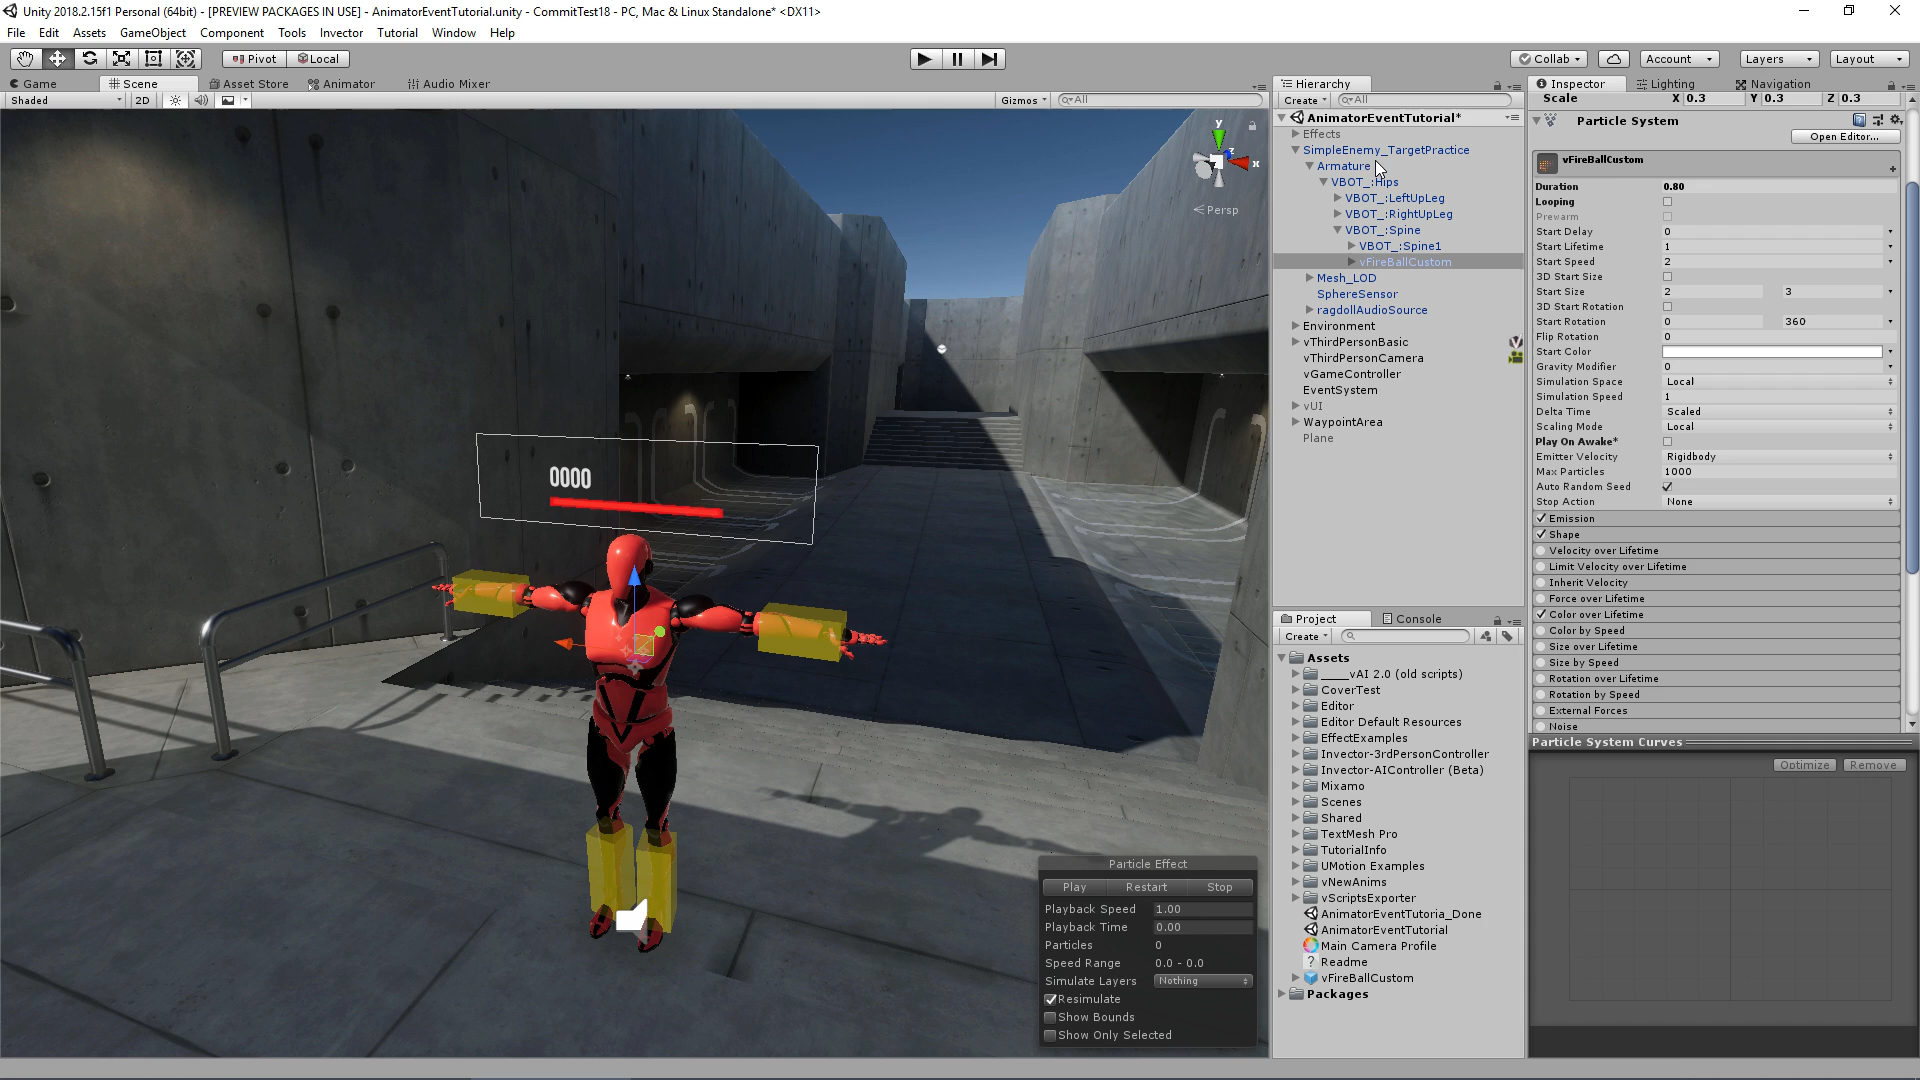 Unity 2018.2.15f1 Personal (64bit) - [PREVIEW PACKAGES IN USE] - AnimatorEventTutorial.unity - CommitTest18 - PC, Mac & Linux Standalone* <DX11>
File Edit Assets GameObject Component Tools Invector Tutorial Window Help
Pivot Local Collab Account Layers Layout
Game Scene Asset Store Animator Audio Mixer
Shaded 2D Gizmos All
y
x
z
Persp
0000
Particle Effect
Play Restart Stop
Playback Speed 1.00
Playback Time 0.00
Particles 0
Speed Range 0.0 - 0.0
Simulate Layers Nothing
Resimulate
Show Bounds
Show Only Selected
Hierarchy
Create All
AnimatorEventTutorial*
Effects
SimpleEnemy_TargetPractice
Armature
VBOT_:Hips
VBOT_:LeftUpLeg
VBOT_:RightUpLeg
VBOT_:Spine
VBOT_:Spine1
vFireBallCustom
Mesh_LOD
SphereSensor
ragdollAudioSource
Environment
vThirdPersonBasic
vThirdPersonCamera
vGameController
EventSystem
vUI
WaypointArea
Plane
Project Console
Create
Assets
____vAI 2.0 (old scripts)
CoverTest
Editor
Editor Default Resources
EffectExamples
Invector-3rdPersonController
Invector-AIController (Beta)
Mixamo
Scenes
Shared
TextMesh Pro
TutorialInfo
UMotion Examples
vNewAnims
vScriptsExporter
AnimatorEventTutoria_Done
AnimatorEventTutorial
Main Camera Profile
Readme
vFireBallCustom
Packages
Inspector Lighting Navigation
Scale X 0.3 Y 0.3 Z 0.3
Particle System
Open Editor...
vFireBallCustom
Duration 0.80
Looping
Prewarm
Start Delay 0
Start Lifetime 1
Start Speed 2
3D Start Size
Start Size 2 3
3D Start Rotation
Start Rotation 0 360
Flip Rotation 0
Start Color
Gravity Modifier 0
Simulation Space Local
Simulation Speed 1
Delta Time Scaled
Scaling Mode Local
Play On Awake*
Emitter Velocity Rigidbody
Max Particles 1000
Auto Random Seed
Stop Action None
Emission
Shape
Velocity over Lifetime
Limit Velocity over Lifetime
Inherit Velocity
Force over Lifetime
Color over Lifetime
Color by Speed
Size over Lifetime
Size by Speed
Rotation over Lifetime
Rotation by Speed
External Forces
Noise
Particle System Curves
Optimize Remove